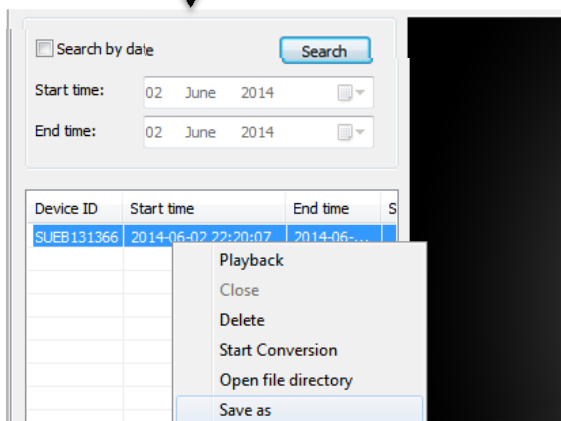 Search by date Search
Start time: 02 June 2014
End time: 02 June 2014
Device ID Start time End time S
SUEB131366 2014-06-02 22:20:07 2014-06-...
Playback
Close
Delete
Start Conversion
Open file directory
Save as